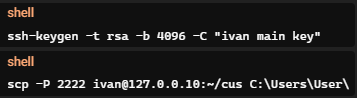 shell
ssh-keygen -t rsa -b 4096 -C "ivan main key"
shell
scp -P 2222 ivan@127.0.0.10:~/cus C:\Users\User\